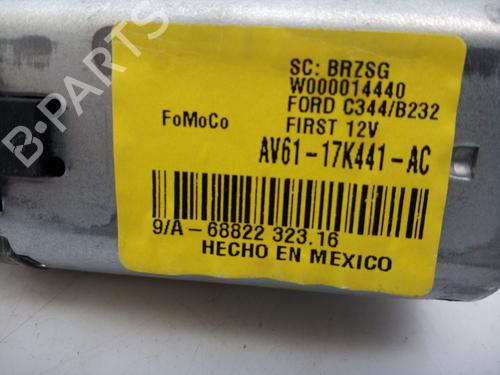 SC: BRZSG
W000014440
FORD C344/B232
FoMoCo
FIRST 12V
AV61-17K441-AC
9/A-68822 323.16
HECHO EN MEXICO
B-PARTS